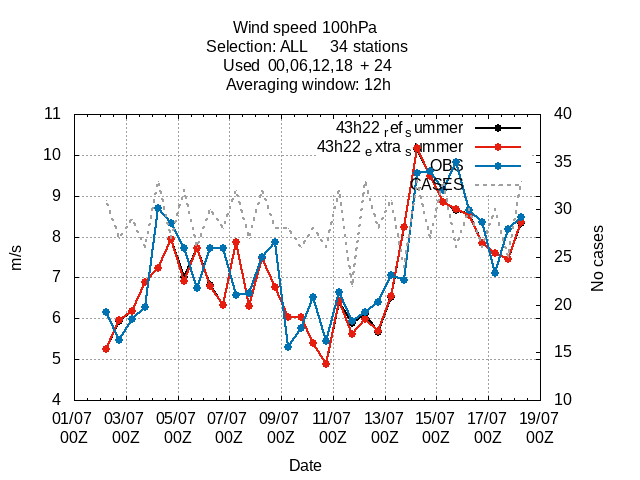 Wind speed 100hPa
Selection: ALL 34 stations
Used 00,06,12,18 + 24
Averaging window: 12h
43h22 ref summer
43h22 extra summer
OBS
CASES
m/s
11
10
9
8
7
6
5
4
No cases
40
35
30
25
20
15
10
01/07 03/07 05/07 07/07 09/07 11/07 13/07 15/07 17/07 19/07
00Z 00Z 00Z 00Z 00Z 00Z 00Z 00Z 00Z 00Z
Date